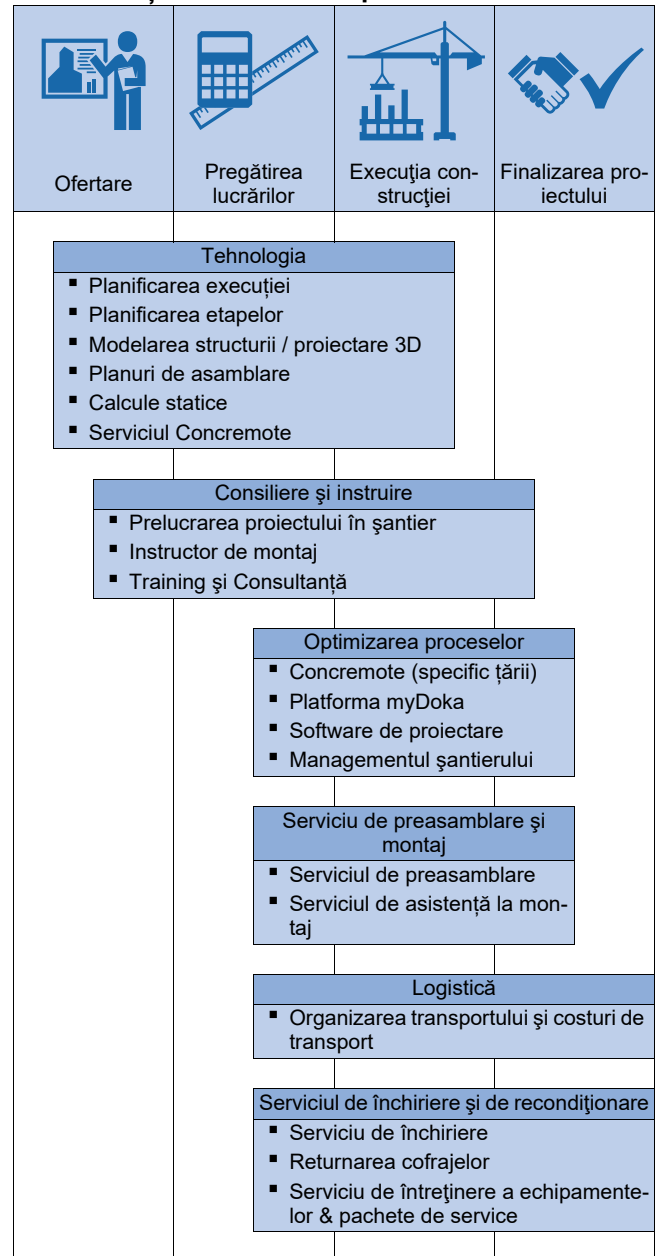 Ofertare
Pregătirea
lucrărilor
Execuţia con-
strucţiei
Finalizarea pro-
iectului
Tehnologia
▪ Planificarea execuției
▪ Planificarea etapelor
▪ Modelarea structurii / proiectare 3D
▪ Planuri de asamblare
▪ Calcule statice
▪ Serviciul Concremote
Consiliere şi instruire
▪ Prelucrarea proiectului în şantier
▪ Instructor de montaj
▪ Training şi Consultanță
Optimizarea proceselor
▪ Concremote (specific țării)
▪ Platforma myDoka
▪ Software de proiectare
▪ Managementul şantierului
Serviciu de preasamblare şi
montaj
▪ Serviciul de preasamblare
▪ Serviciul de asistență la mon-
taj
Logistică
▪ Organizarea transportului şi costuri de
transport
Serviciul de închiriere şi de recondiţionare
▪ Serviciu de închiriere
▪ Returnarea cofrajelor
▪ Serviciu de întreţinere a echipamente-
lor & pachete de service